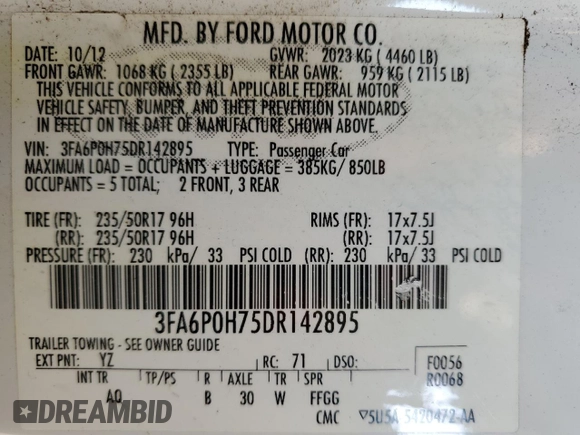 MFD. BY FORD MOTOR CO.
DATE: 10/12 GVWR: 2023 KG ( 4460 LB)
FRONT GAWR: 1068 KG ( 2355 LB) REAR GAWR: 959 KG ( 2115 LB)
THIS VEHICLE CONFORMS TO ALL APPLICABLE FEDERAL MOTOR
VEHICLE SAFETY, BUMPER, AND THEFT PREVENTION STANDARDS
IN EFFECT ON THE DATE OF MANUFACTURE SHOWN ABOVE.
VIN: 3FA6P0H75DR142895 TYPE: Passenger Car
MAXIMUM LOAD = OCCUPANTS + LUGGAGE = 385KG/ 850LB
OCCUPANTS = 5 TOTAL; 2 FRONT, 3 REAR
TIRE (FR): 235/50R17 96H RIMS (FR): 17x7.5J
(RR): 235/50R17 96H (RR): 17x7.5J
PRESSURE (FR): 230 kPa/ 33 PSI COLD (RR): 230 kPa/ 33 PSI COLD
3FA6P0H75DR142895
TRAILER TOWING - SEE OWNER GUIDE
EXT PNT: YZ RC: 71 DSO: F0056
R0068
INT TR TP/PS R AXLE TR SPR
AQ B 30 W FFGG
CMC ▽5U5A-5420472-AA
DREAMBID